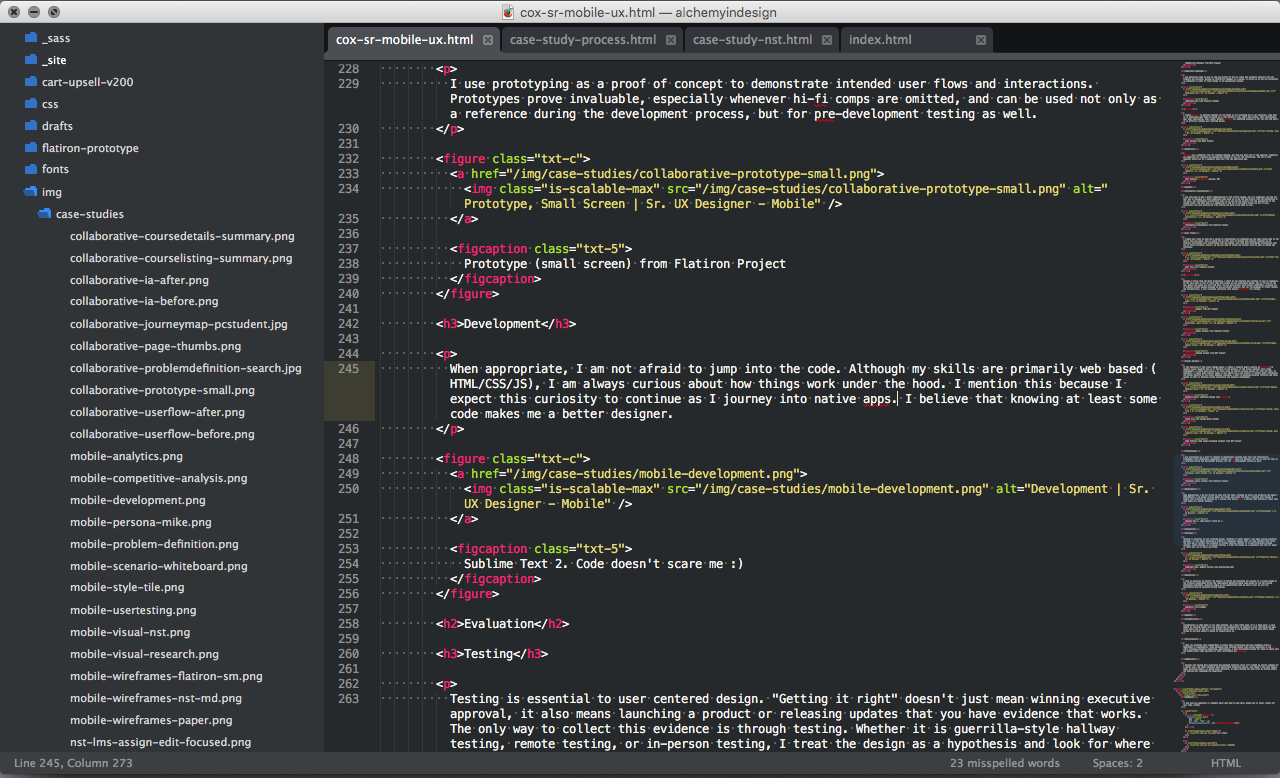 cox-sr-mobile-ux.html — alchemyindesign
_sass
_site
cart-upsell-v200
css
drafts
flatiron-prototype
fonts
img
case-studies
collaborative-coursedetails-summary.png
collaborative-courselisting-summary.png
collaborative-ia-after.png
collaborative-ia-before.png
collaborative-journeymap-pcstudent.jpg
collaborative-page-thumbs.png
collaborative-problemdefinition-search.jpg
collaborative-prototype-small.png
collaborative-userflow-after.png
collaborative-userflow-before.png
mobile-analytics.png
mobile-competitive-analysis.png
mobile-development.png
mobile-persona-mike.png
mobile-problem-definition.png
mobile-scenario-whiteboard.png
mobile-style-tile.png
mobile-usertesting.png
mobile-visual-nst.png
mobile-visual-research.png
mobile-wireframes-flatiron-sm.png
mobile-wireframes-nst-md.png
mobile-wireframes-paper.png
nst-lms-assign-edit-focused.png
cox-sr-mobile-ux.html case-study-process.html case-study-nst.html index.html
228 <p>
229 I use prototyping as a proof of concept to demonstrate intended user flows and interactions.
Prototypes prove invaluable, especially whenever hi-fi comps are omitted, and can be used not only as
a reference during the development process, but for pre-development testing as well.
230 </p>
231
232 <figure class="txt-c">
233 <a href="/img/case-studies/collaborative-prototype-small.png">
234 <img class="is-scalable-max" src="/img/case-studies/collaborative-prototype-small.png" alt="
Prototype, Small Screen | Sr. UX Designer - Mobile" />
235 </a>
236
237 <figcaption class="txt-5">
238 Prototype (small screen) from Flatiron Project
239 </figcaption>
240 </figure>
241
242 <h3>Development</h3>
243
244 <p>
245 When appropriate, I am not afraid to jump into the code. Although my skills are primarily web based (
HTML/CSS/JS), I am always curious about how things work under the hood. I mention this because I
expect this curiosity to continue as I journey into native apps. I believe that knowing at least some
code makes me a better designer.
246 </p>
247
248 <figure class="txt-c">
249 <a href="/img/case-studies/mobile-development.png">
250 <img class="is-scalable-max" src="/img/case-studies/mobile-development.png" alt="Development | Sr.
UX Designer - Mobile" />
251 </a>
252
253 <figcaption class="txt-5">
254 Sublime Text 2. Code doesn't scare me :)
255 </figcaption>
256 </figure>
257
258 <h2>Evaluation</h2>
259
260 <h3>Testing</h3>
261
262 <p>
263 Testing is essential to user centered design. "Getting it right" doesn't just mean winning executive
approval, it also means launching a product or releasing updates that you have evidence that works.
The only way to collect this evidence is through testing. Whether it is guerrilla-style hallway
testing, remote testing, or in-person testing, I treat the design as a hypothesis and look for where
Line 245, Column 273 23 misspelled words Spaces: 2 HTML